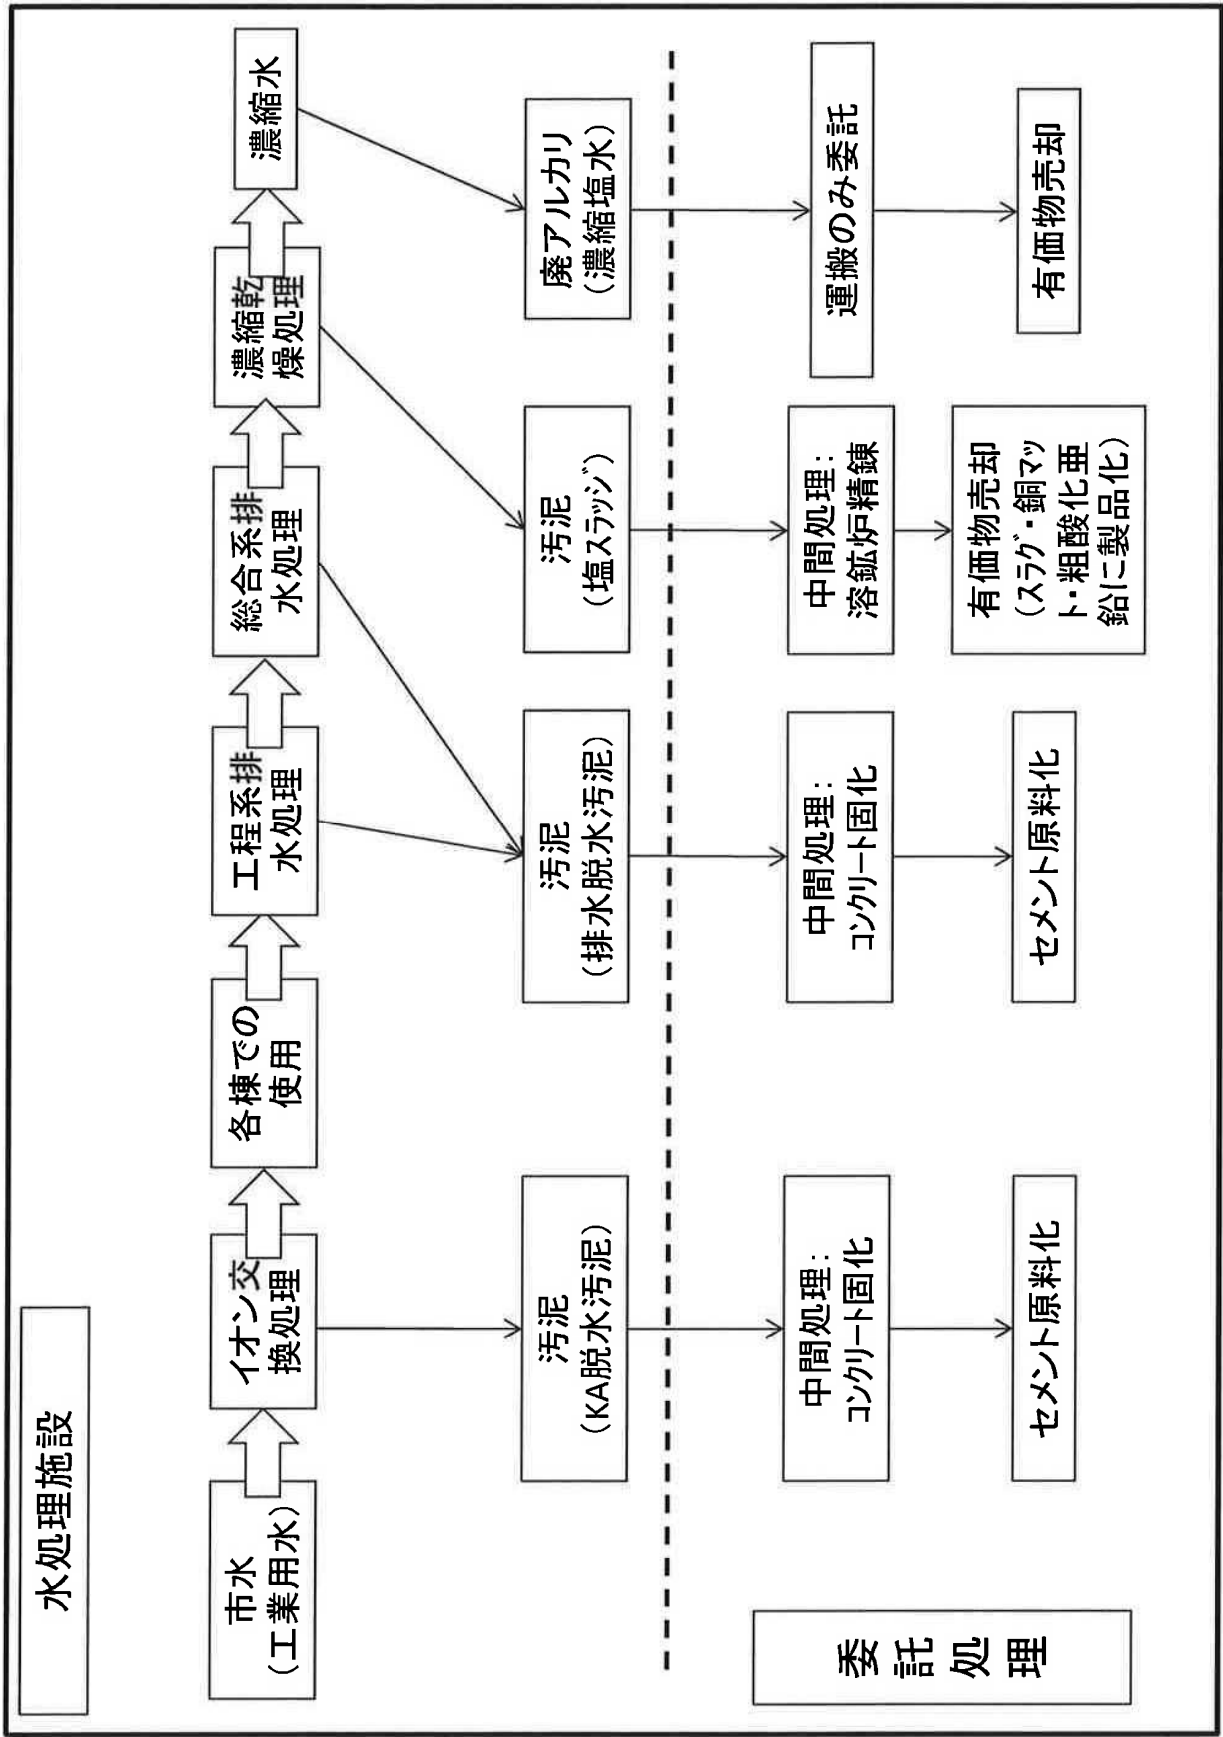 水処理施設
市水
（工業用水）
イオン交
換処理
各棟での
使用
工程系排
水処理
総合系排
水処理
濃縮乾
燥処理
濃縮水
汚泥
（KA脱水汚泥）
汚泥
（排水脱水汚泥）
汚泥
（塩スラッジ）
廃アルカリ
（濃縮塩水）
委託処理
中間処理：
コンクリート固化
中間処理：
コンクリート固化
中間処理：
溶鉱炉精錬
運搬のみ委託
セメント原料化
セメント原料化
有価物売却
（スラグ・銅マッ
ト・粗酸化亜
鉛に製品化）
有価物売却